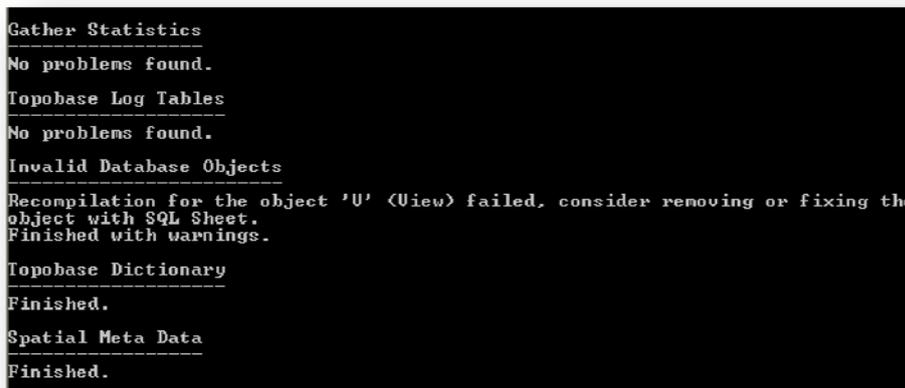 Gather Statistics
-----------------
No problems found.
Topobase Log Tables
-------------------
No problems found.
Invalid Database Objects
------------------------
Recompilation for the object 'V' (View) failed, consider removing or fixing the
object with SQL Sheet.
Finished with warnings.
Topobase Dictionary
-------------------
Finished.
Spatial Meta Data
-----------------
Finished.